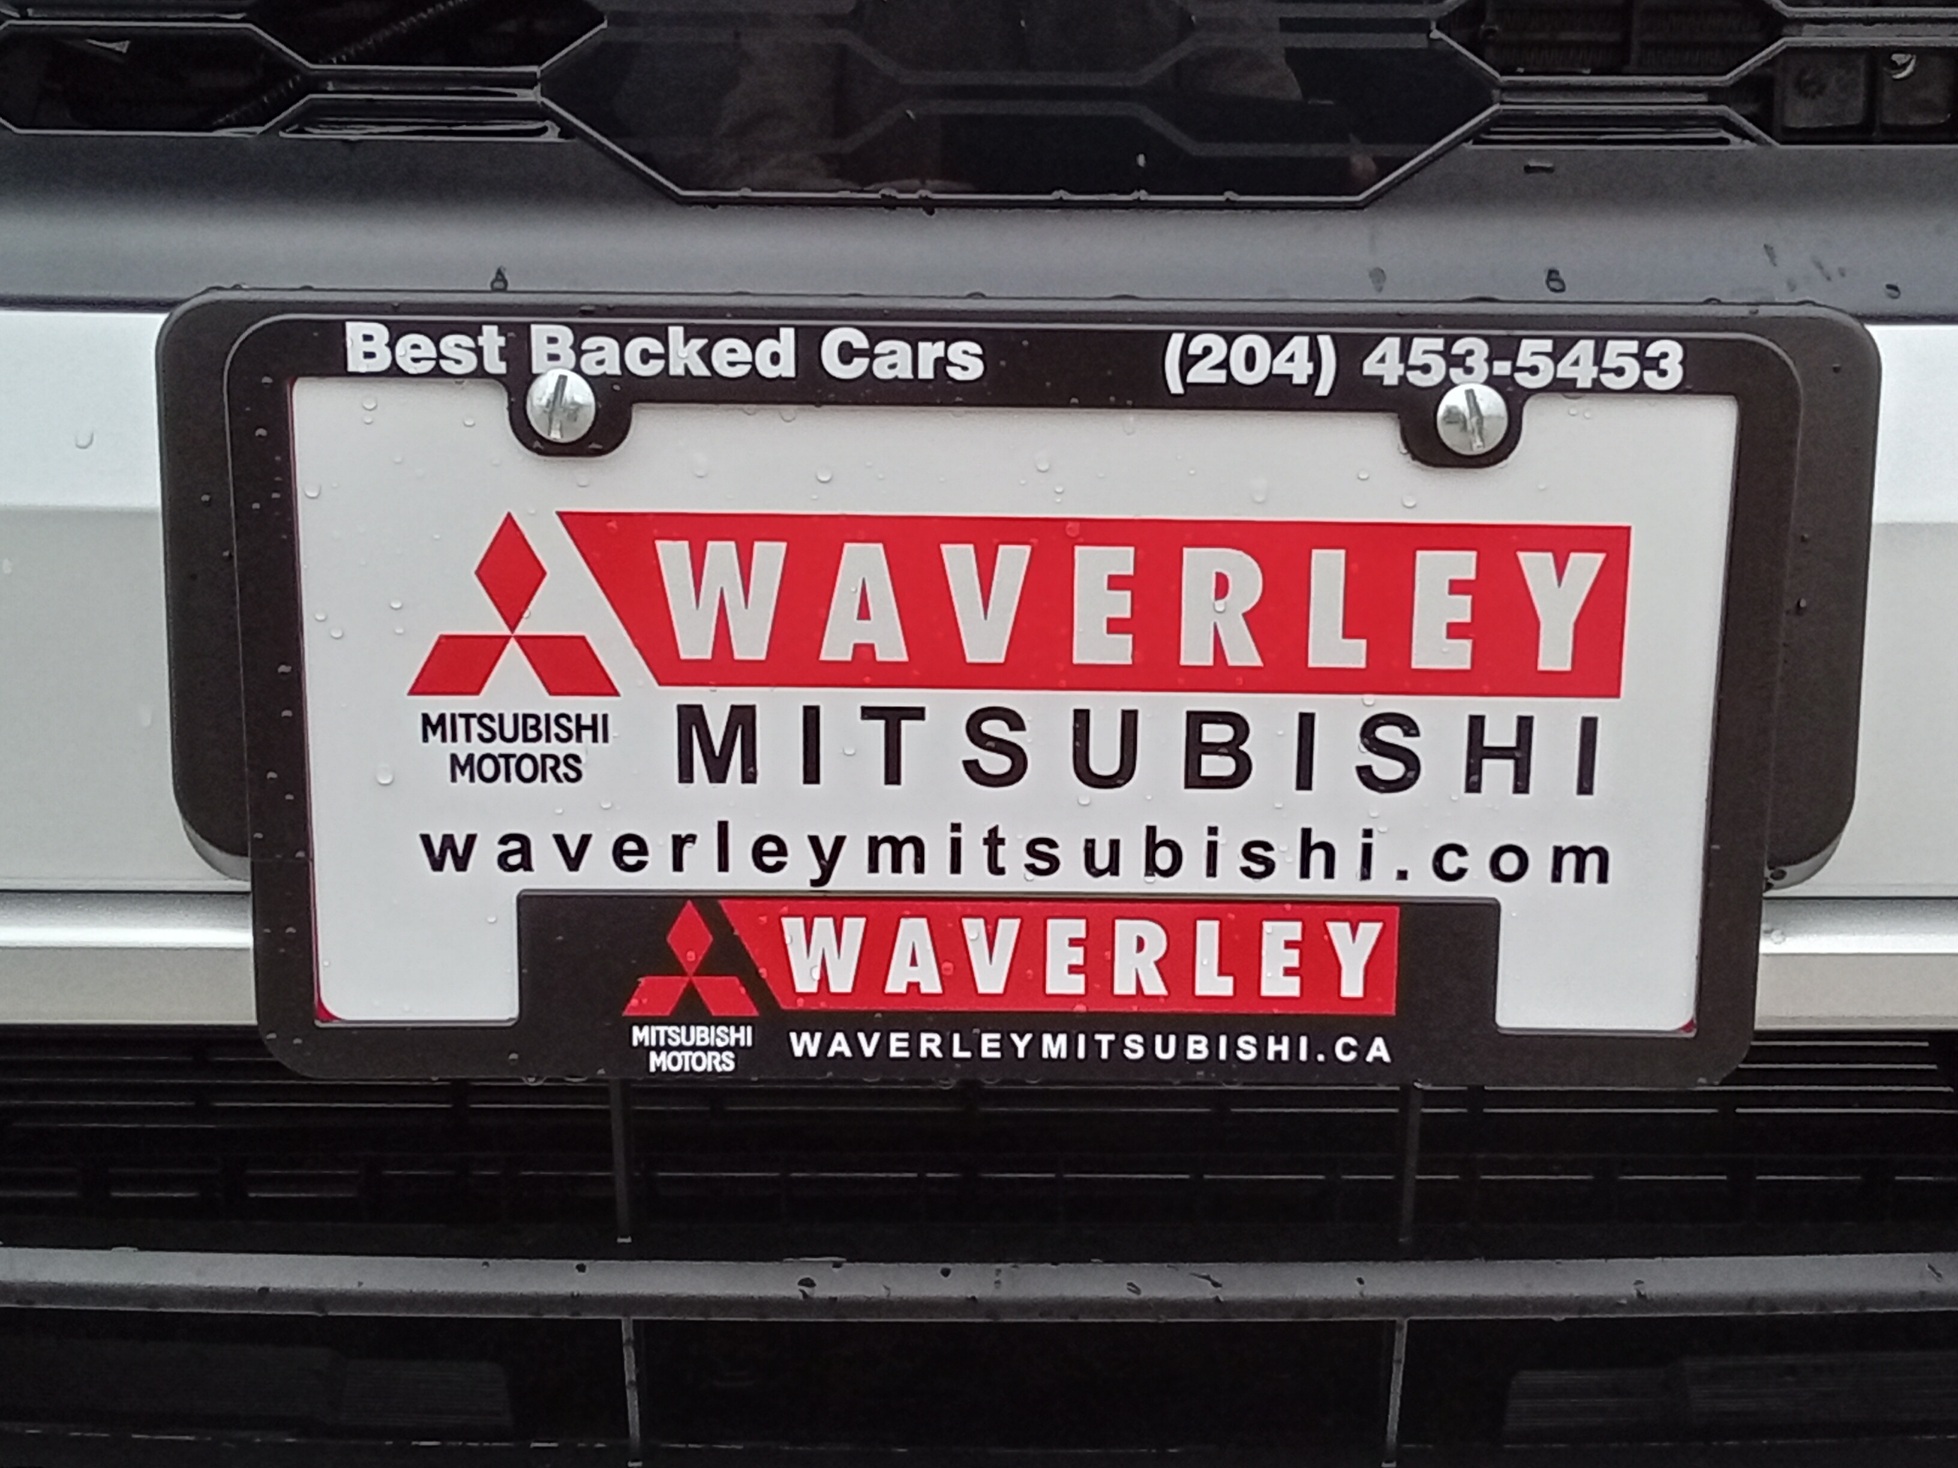 Best Backed Cars (204) 453-5453
WAVERLEY
MITSUBISHI
MITSUBISHI
MOTORS
waverleymitsubishi.com
WAVERLEY
MITSUBISHI
MOTORS
WAVERLEYMITSUBISHI.CA